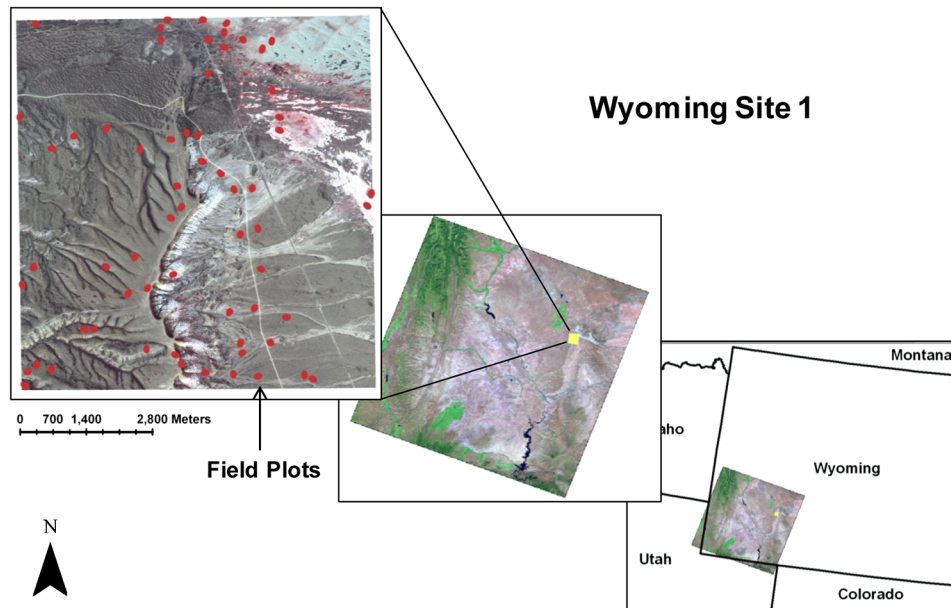 Wyoming Site 1
0 700 1,400 2,800 Meters
Field Plots
N
Montana
aho
Wyoming
Utah
Colorado